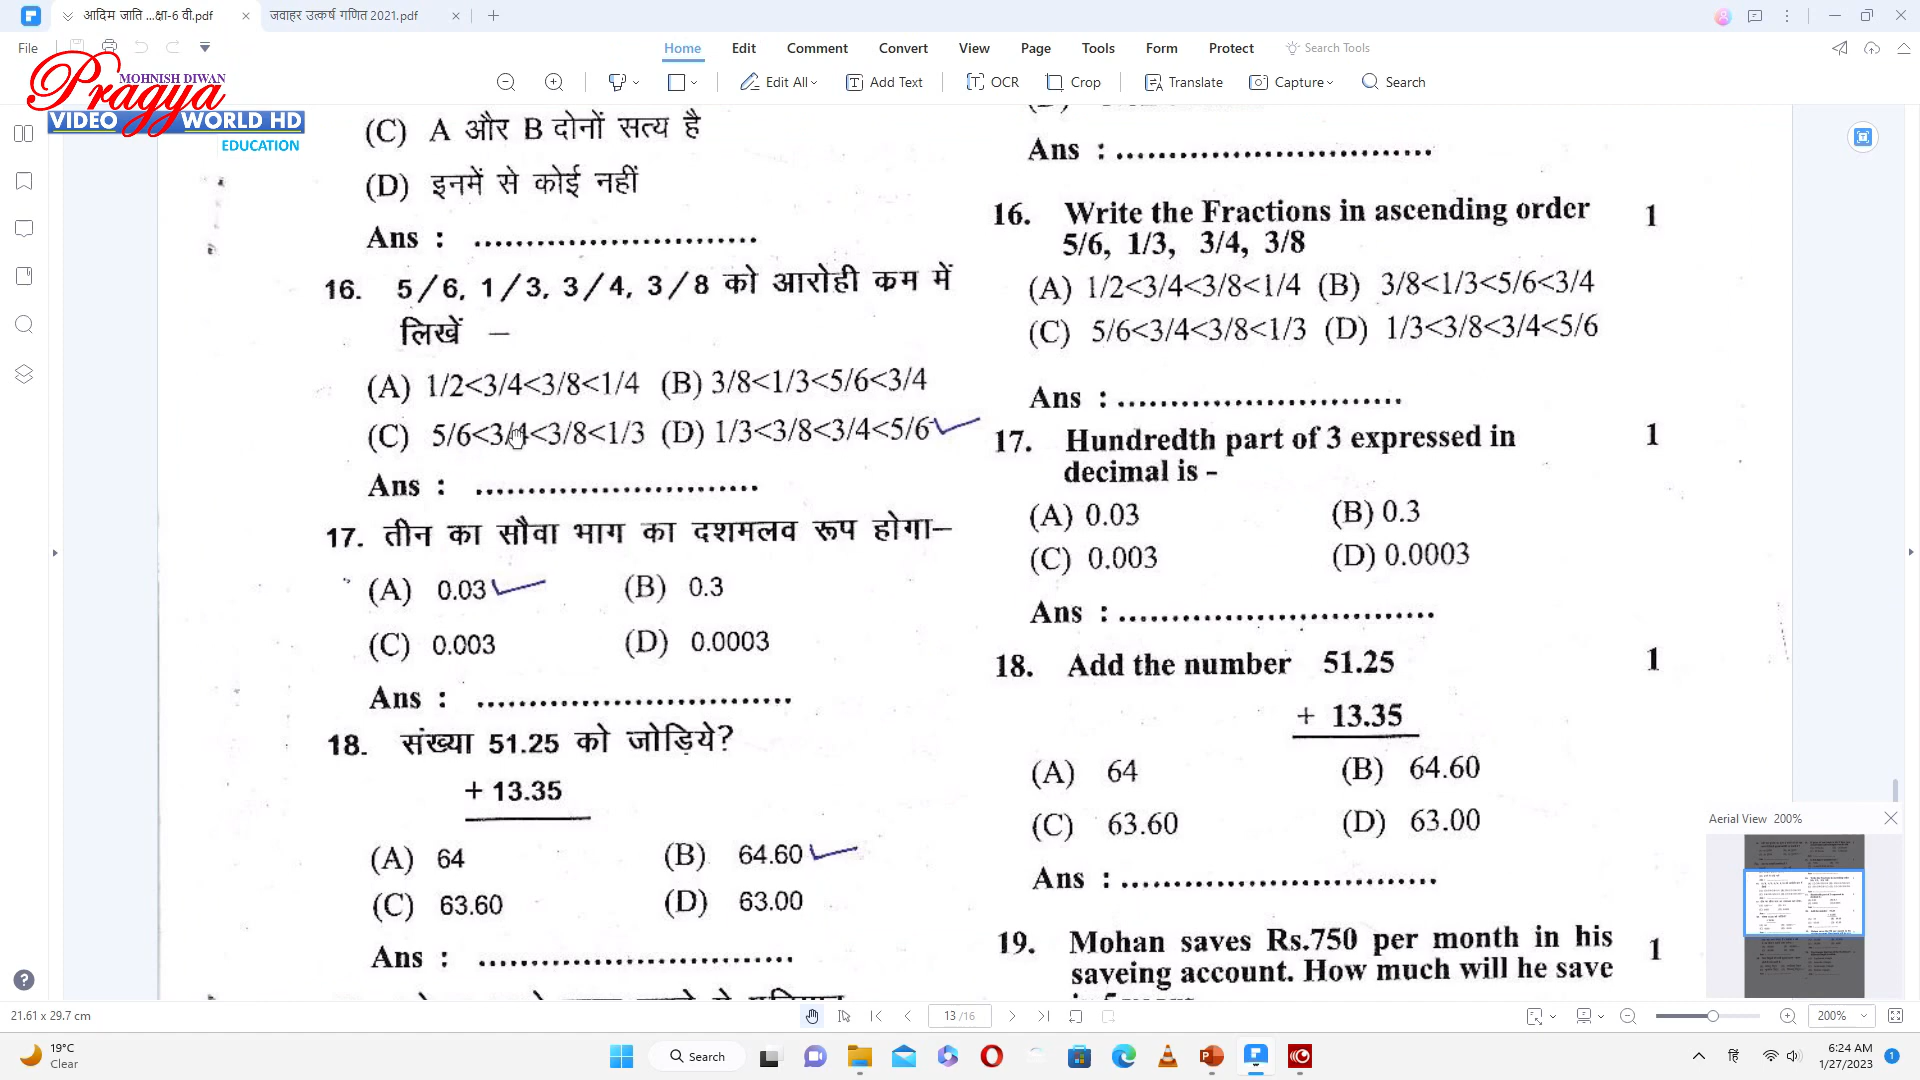 आदिम जाति ...क्षा-6 वी.pdf
जवाहर उत्कर्ष गणित 2021.pdf
File
Home Edit Comment Convert View Page Tools Form Protect Search Tools
Edit All Add Text OCR Crop Translate Capture Search
MOHNISH DIWAN
Pragya
VIDEO WORLD HD
EDUCATION
(C) A और B दोनों सत्य है
(D) इनमें से कोई नहीं
Ans : ...........................
16. 5/6, 1/3, 3/4, 3/8 को आरोही कम में
लिखें –
(A) 1/2<3/4<3/8<1/4 (B) 3/8<1/3<5/6<3/4
(C) 5/6<3/4<3/8<1/3 (D) 1/3<3/8<3/4<5/6
Ans : ...........................
17. तीन का सौवा भाग का दशमलव रूप होगा–
(A) 0.03 (B) 0.3
(C) 0.003 (D) 0.0003
Ans : ..............................
18. संख्या 51.25 को जोड़िये?
+ 13.35
(A) 64 (B) 64.60
(C) 63.60 (D) 63.00
Ans : ..............................
Ans : ..............................
16. Write the Fractions in ascending order 1
5/6, 1/3, 3/4, 3/8
(A) 1/2<3/4<3/8<1/4 (B) 3/8<1/3<5/6<3/4
(C) 5/6<3/4<3/8<1/3 (D) 1/3<3/8<3/4<5/6
Ans : ...........................
17. Hundredth part of 3 expressed in 1
decimal is -
(A) 0.03 (B) 0.3
(C) 0.003 (D) 0.0003
Ans : ..............................
18. Add the number 51.25 1
+ 13.35
(A) 64 (B) 64.60
(C) 63.60 (D) 63.00
Ans : ..............................
19. Mohan saves Rs.750 per month in his 1
saveing account. How much will he save
Aerial View 200%
21.61 x 29.7 cm
13 /16
200%
19°C
Clear
Search
हिं
6:24 AM
1/27/2023
1